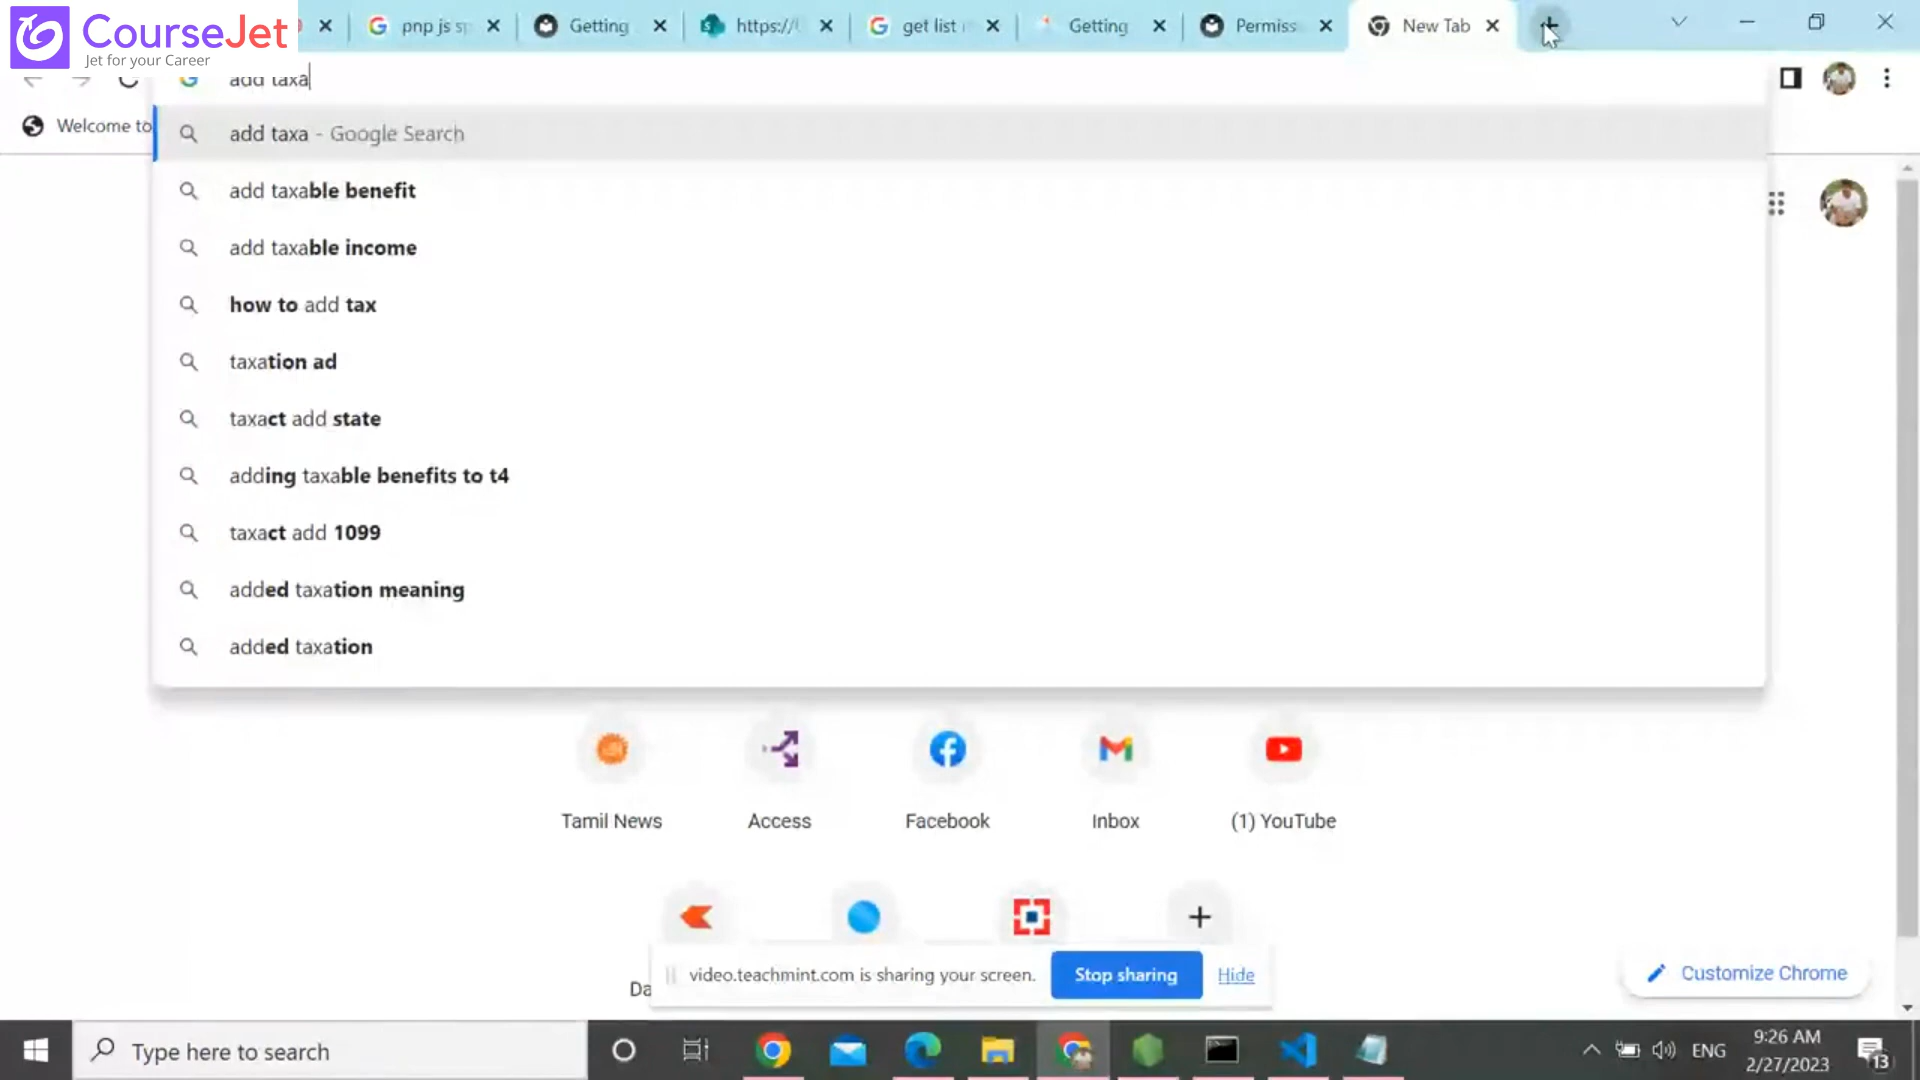 CourseJet
Jet for your Career
pnp js sp
Getting
https://
get list
Getting
Permiss
New Tab
add taxa
Welcome to
add taxa - Google Search
add taxable benefit
add taxable income
how to add tax
taxation ad
taxact add state
adding taxable benefits to t4
taxact add 1099
added taxation meaning
added taxation
Tamil News
Access
Facebook
Inbox
(1) YouTube
Da
video.teachmint.com is sharing your screen.
Stop sharing
Hide
Customize Chrome
Type here to search
ENG
9:26 AM
2/27/2023
13